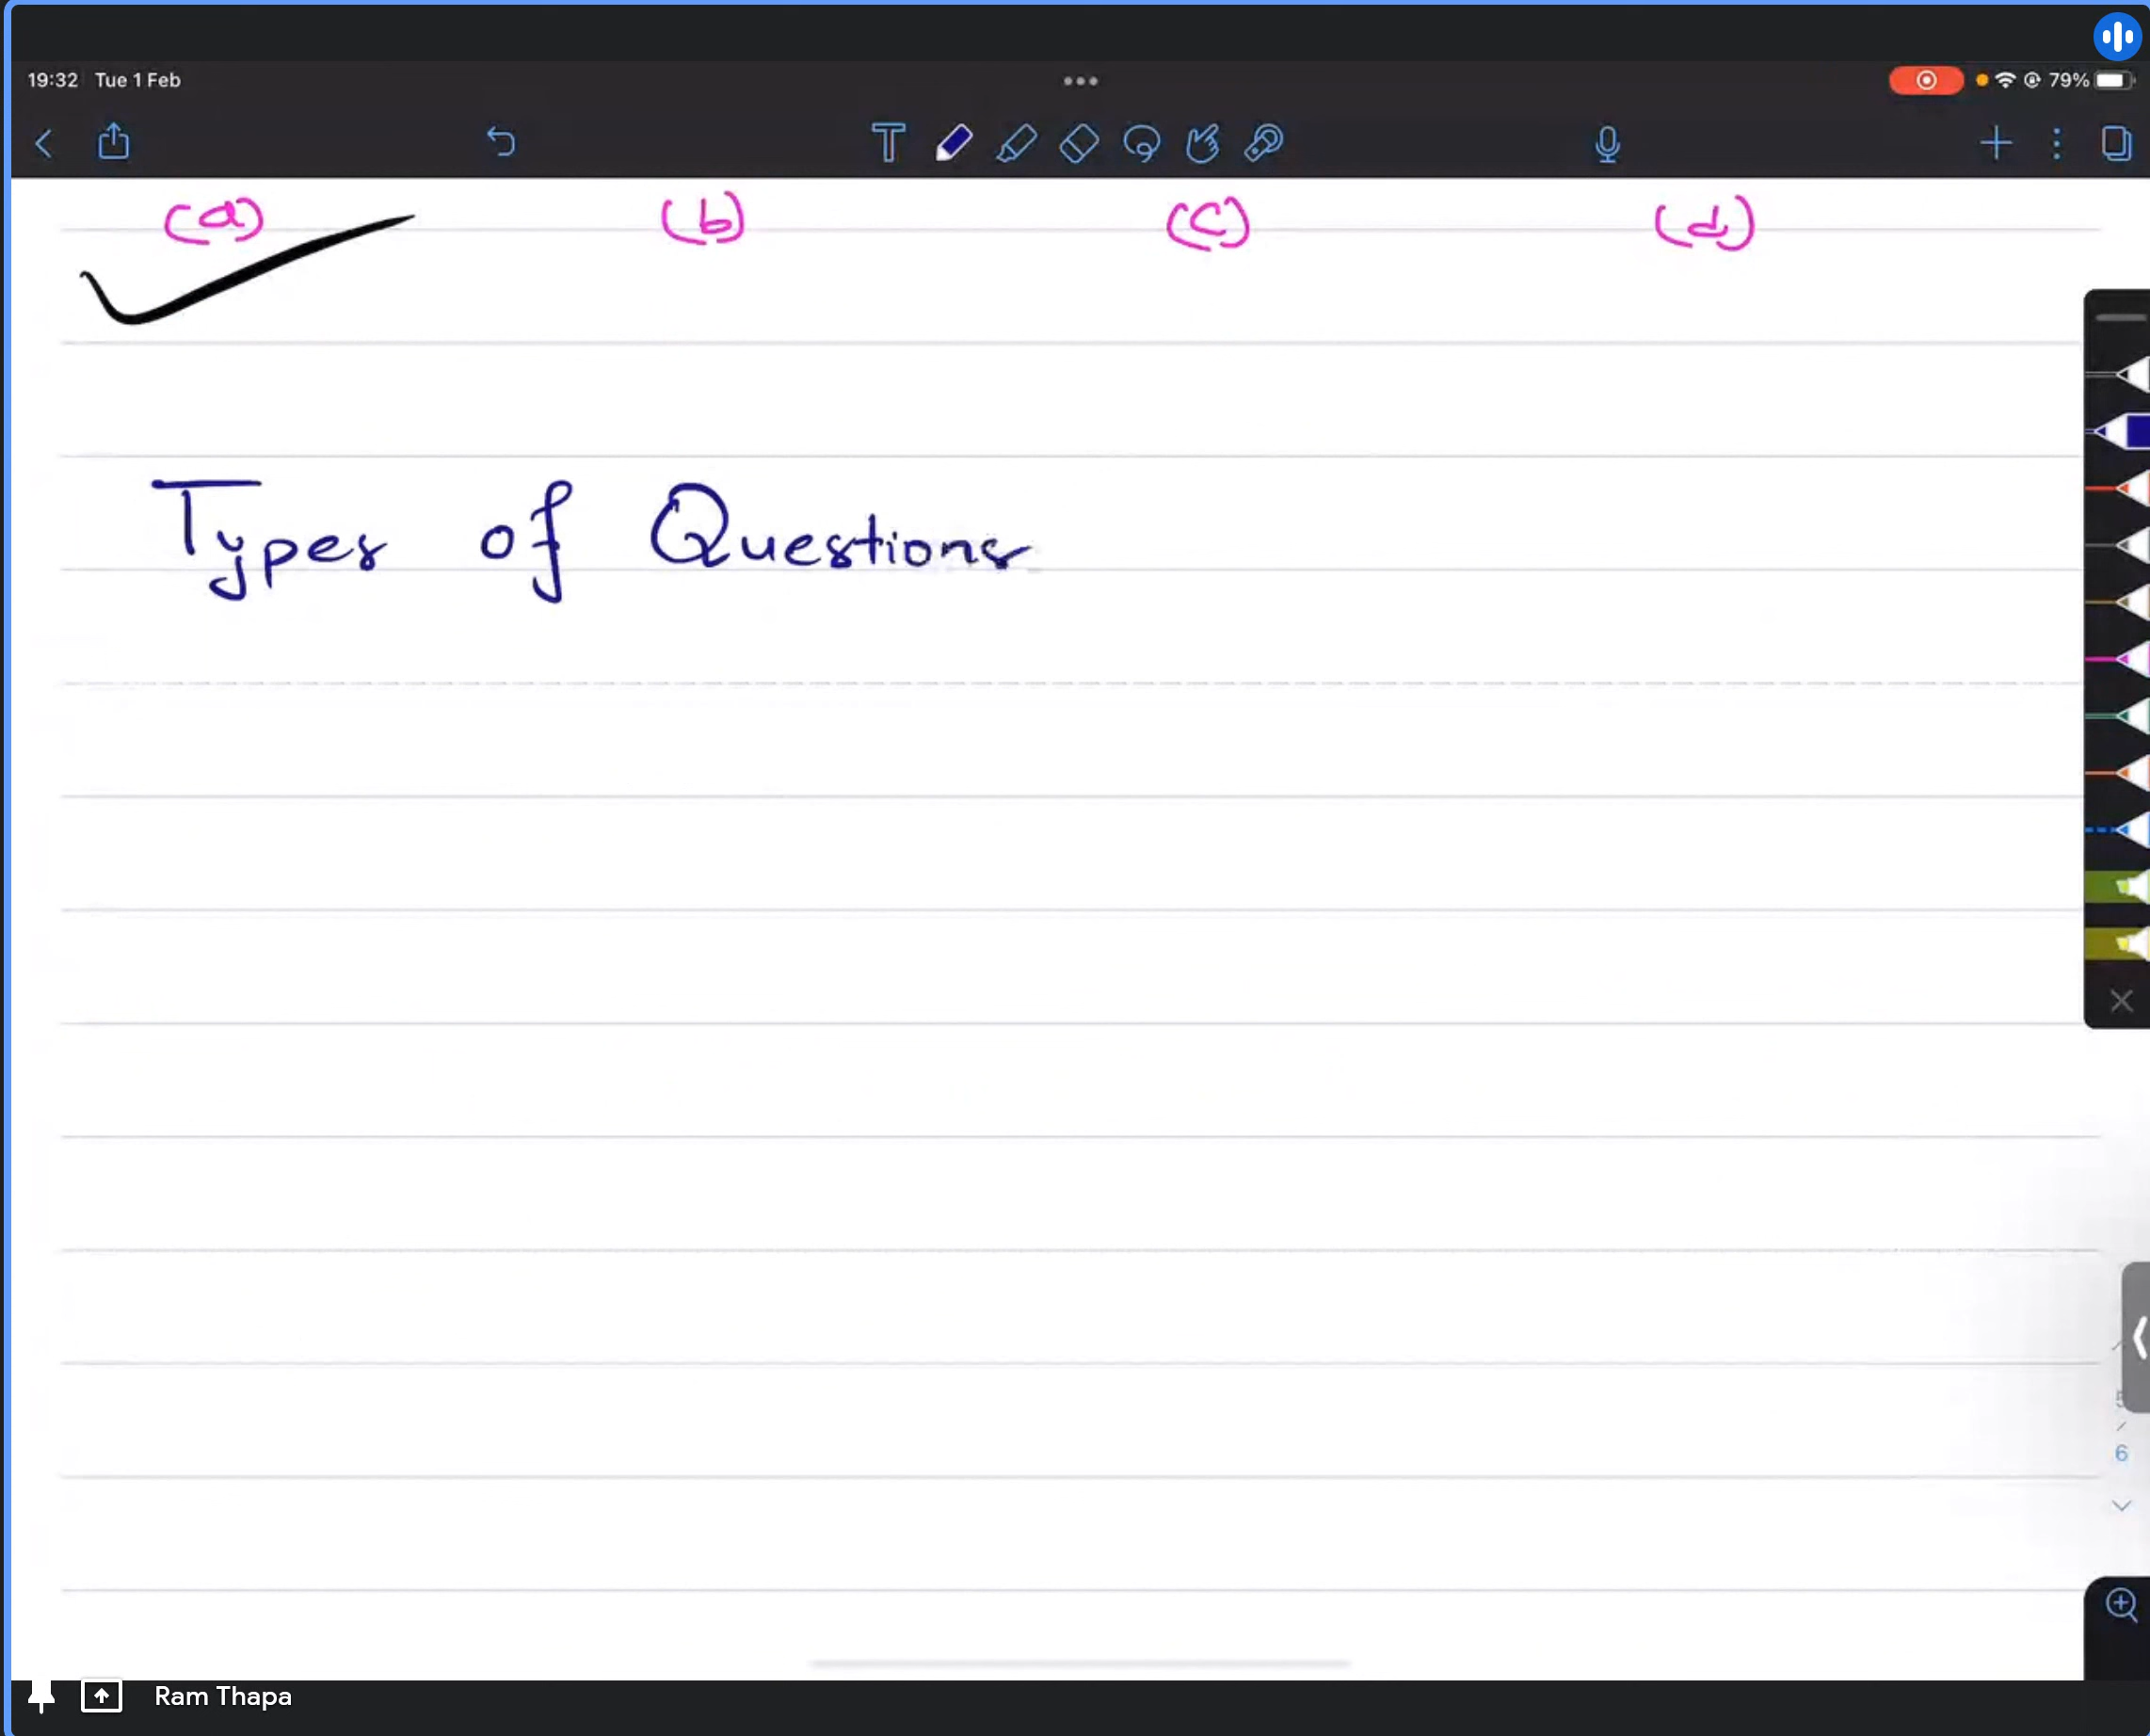 19:32 Tue 1 Feb
79%
(a) (b) (c) (d)
Types of Questions
6
Ram Thapa